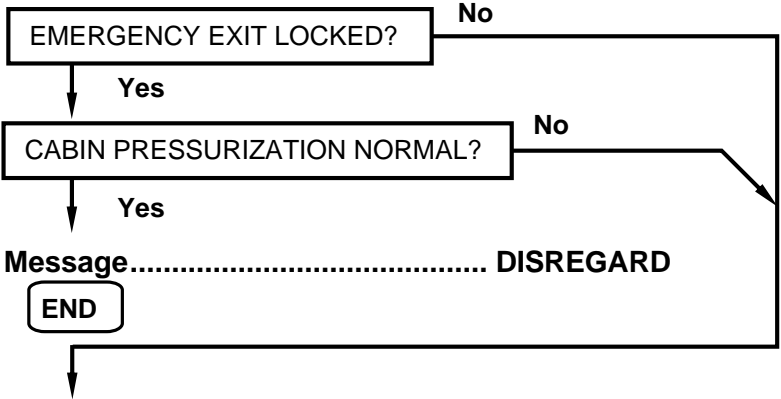 No
EMERGENCY EXIT LOCKED?
Yes
No
CABIN PRESSURIZATION NORMAL?
Yes
Message........................................... DISREGARD
END